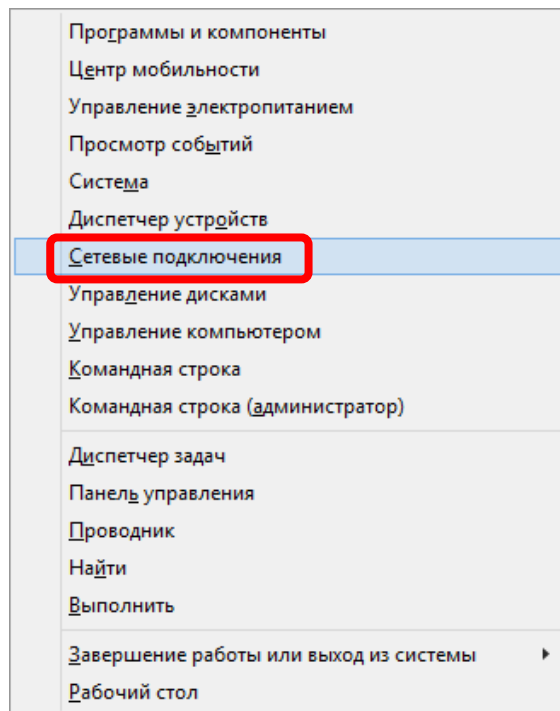 Программы и компоненты
Центр мобильности
Управление электропитанием
Просмотр событий
Система
Диспетчер устройств
Сетевые подключения
Управление дисками
Управление компьютером
Командная строка
Командная строка (администратор)
Диспетчер задач
Панель управления
Проводник
Найти
Выполнить
Завершение работы или выход из системы
Рабочий стол